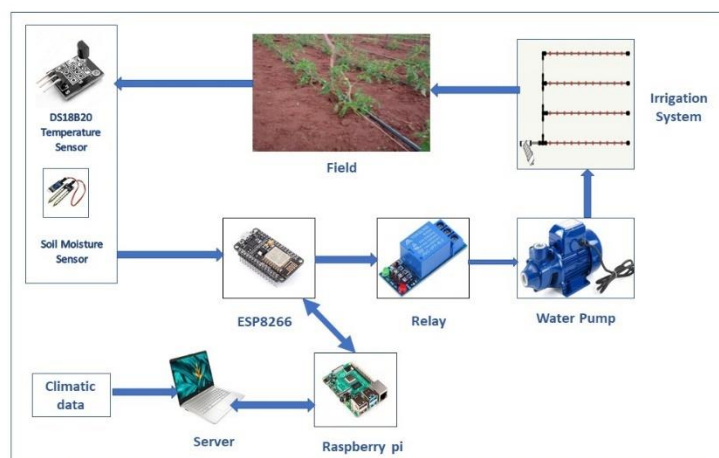 DS18B20
Temperature
Sensor
Soil Moisture
Sensor
Field
Irrigation
System
ESP8266
Relay
Water Pump
Climatic
data
Server
Raspberry pi